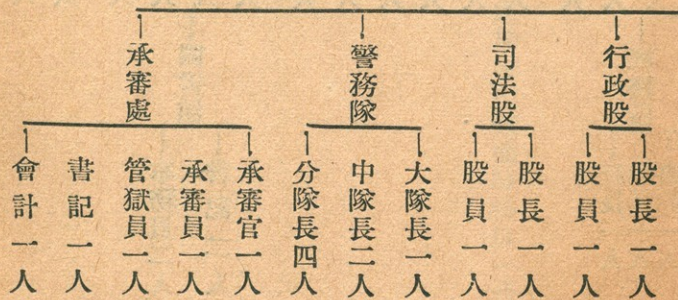 行政股
股長一人
股員一人
司法股
股長一人
股員一人
警務隊
大隊長一人
中隊長二人
分隊長四人
承審處
承審官一人
承審員一人
管獄員一人
書記一人
會計一人